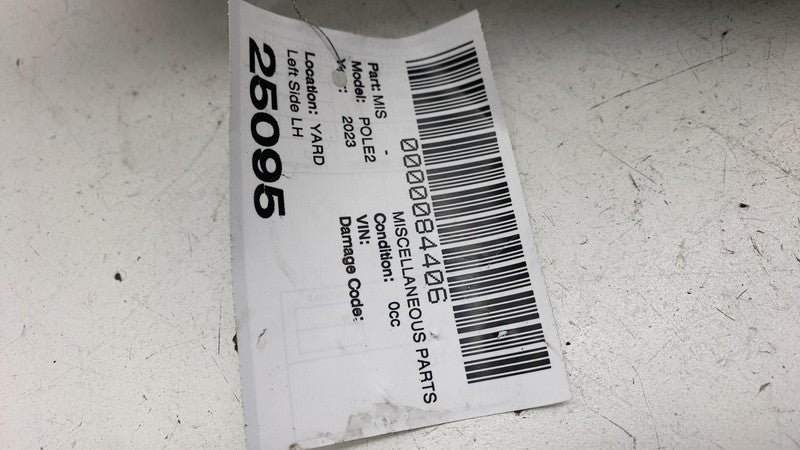 0000084406
Part: MIS - MISCELLANEOUS PARTS
Model: POLE2 Condition: 0cc
2023 VIN:
Damage Code:
Location: YARD
Left Side LH
25095